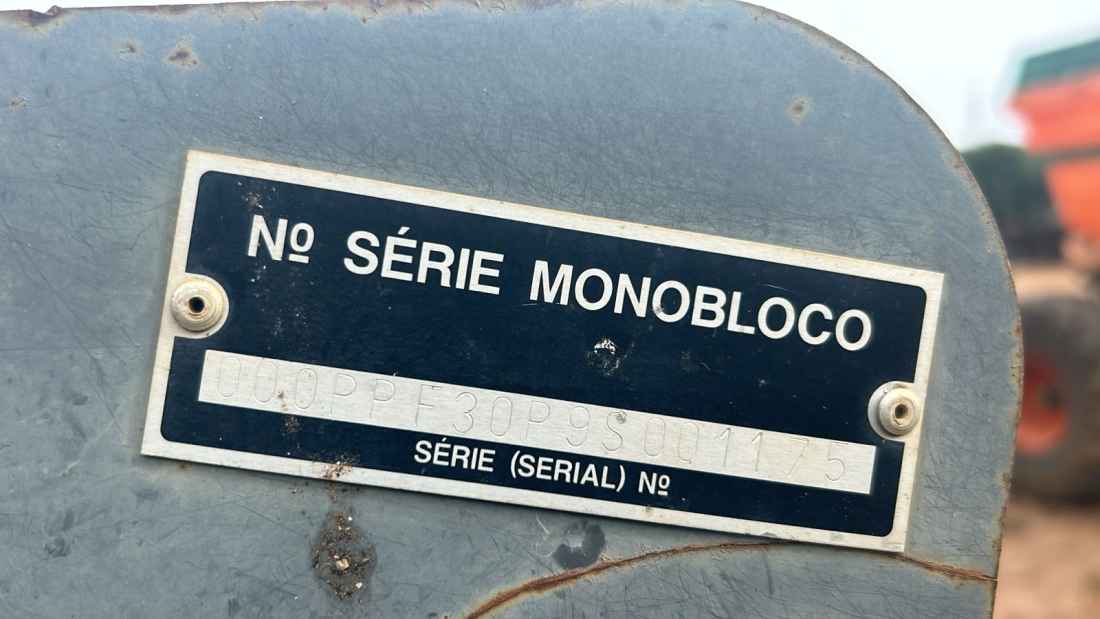 Nº SÉRIE MONOBLOCO
000PPF30P9S001175
SÉRIE (SERIAL) Nº